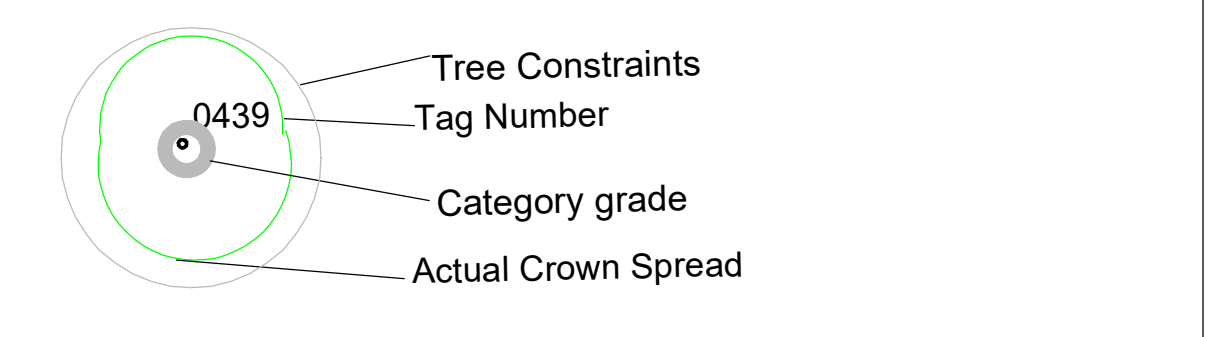 Tree Constraints
0439
Tag Number
Category grade
Actual Crown Spread